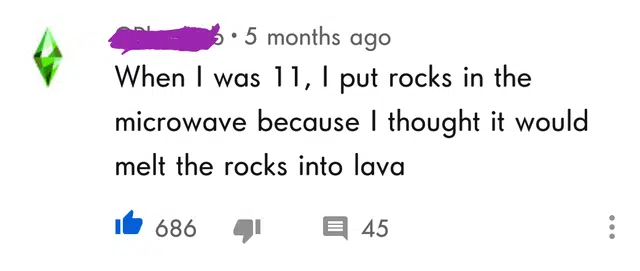 • 5 months ago
When I was 11, I put rocks in the
microwave because I thought it would
melt the rocks into lava
686 45